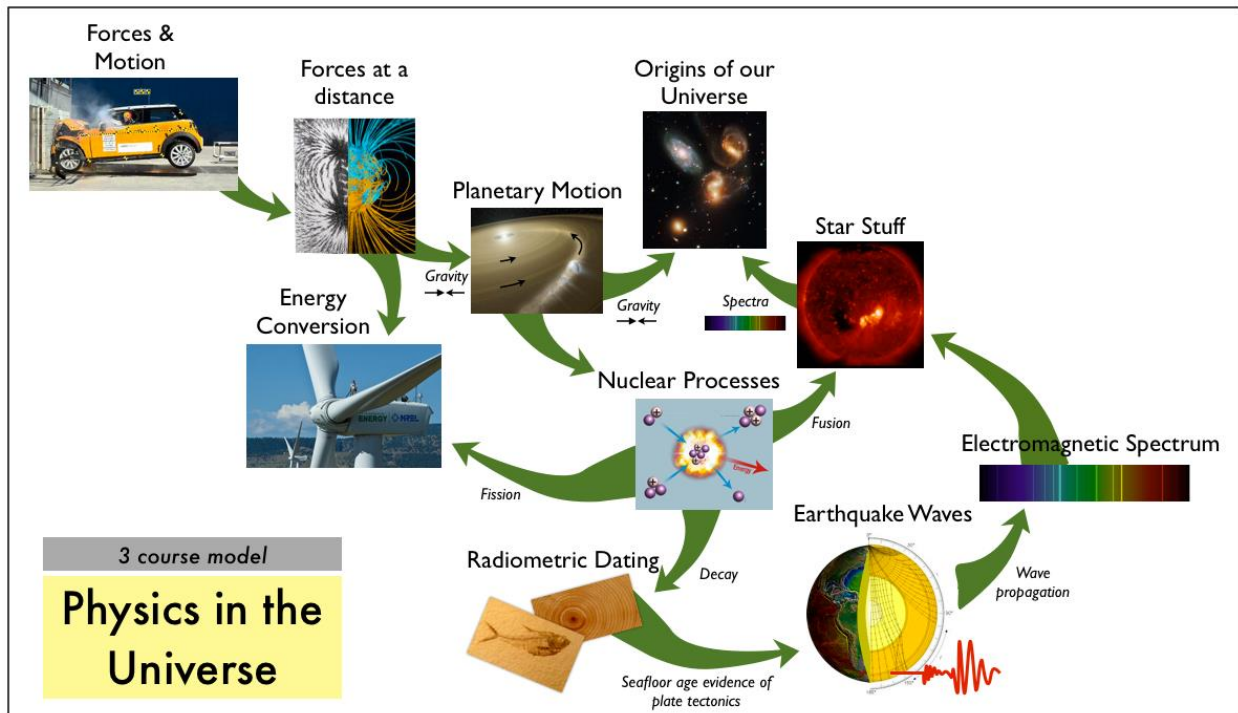 Forces &
Motion
Forces at a
distance
Origins of our
Universe
Planetary Motion
Star Stuff
Gravity
Gravity
Spectra
Energy
Conversion
ENERGY
Nuclear Processes
Energy
Fusion
Electromagnetic Spectrum
Fission
Earthquake Waves
3 course model
Physics in the
Universe
Radiometric Dating
Decay
Wave
propagation
Seafloor age evidence of
plate tectonics